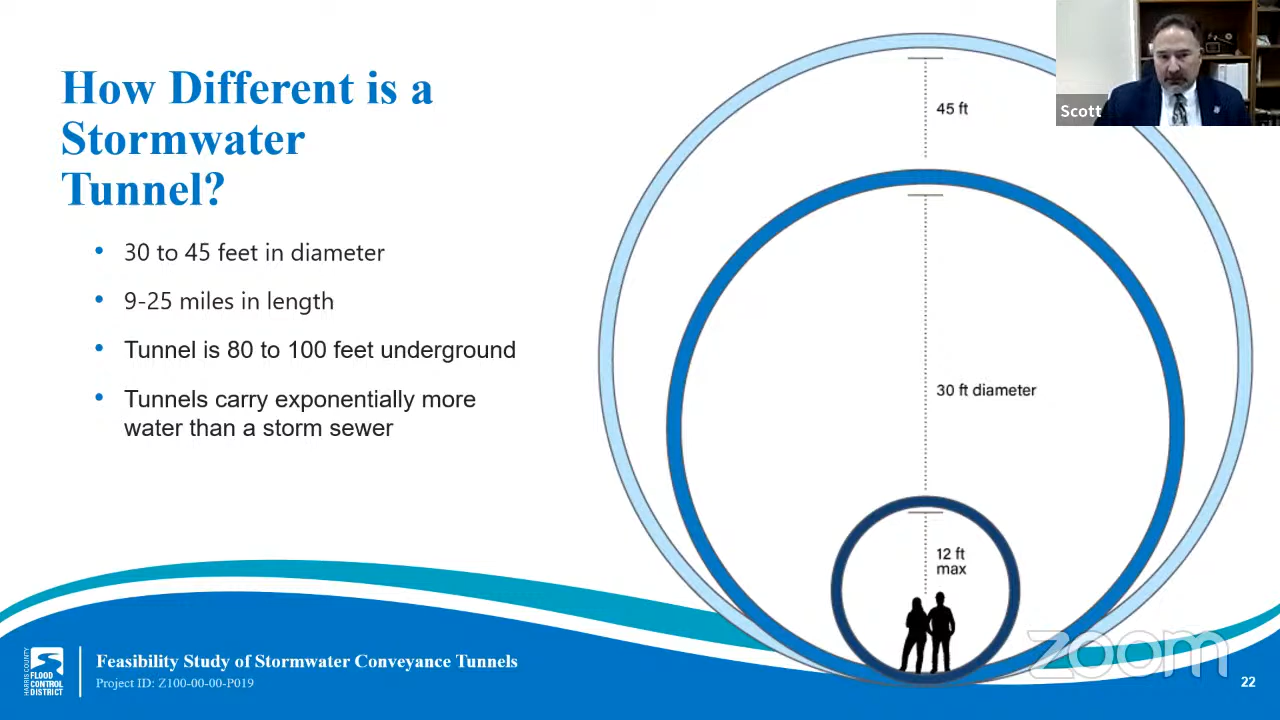 How Different is a
Stormwater
Tunnel?
• 30 to 45 feet in diameter
• 9-25 miles in length
• Tunnel is 80 to 100 feet underground
• Tunnels carry exponentially more
water than a storm sewer
45 ft
30 ft diameter
12 ft
max
Scott
HARRIS COUNTY
FLOOD
CONTROL
DISTRICT
Feasibility Study of Stormwater Conveyance Tunnels
Project ID: Z100-00-00-P019
zoom
22